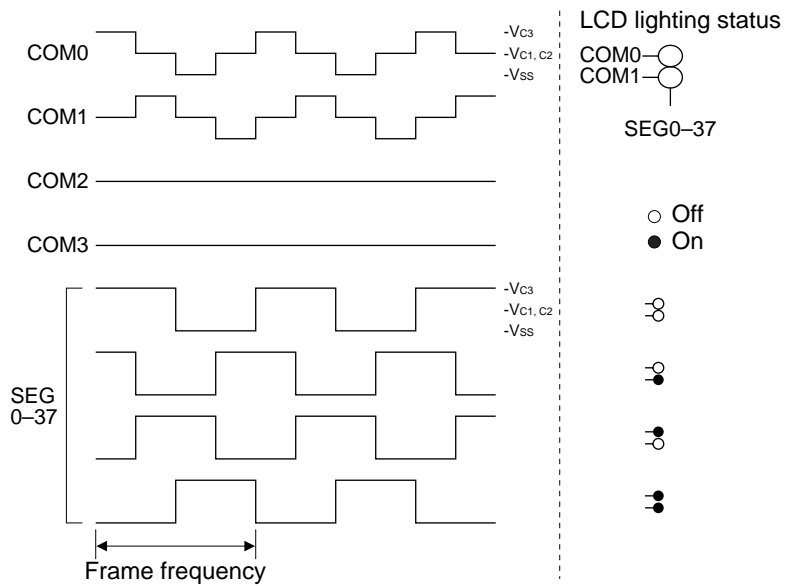 LCD lighting status
COM0
-VC3
-VC1, C2
-VSS
COM0
COM1
SEG0–37
COM1
COM2
COM3
Off
On
-VC3
-VC1, C2
-VSS
SEG
0–37
Frame frequency